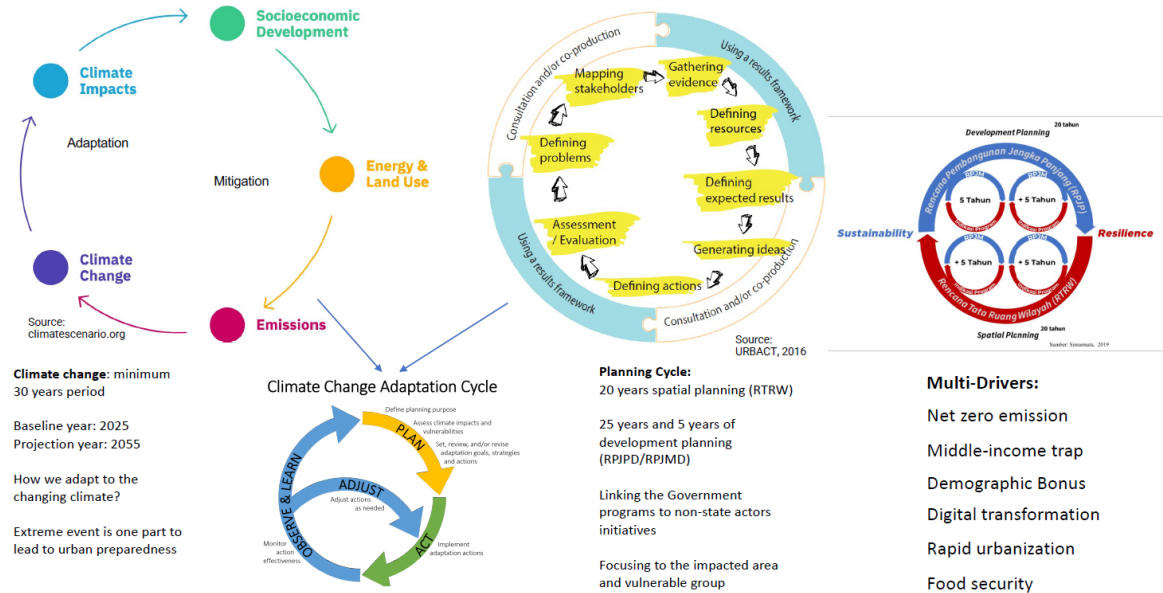 Socioeconomic
Development
Climate
Impacts
Adaptation
Mitigation
Energy &
Land Use
Climate
Change
Emissions
Source:
climatescenario.org
Consultation and/or co-production
Using a results framework
Mapping
stakeholders
Gathering
evidence
Defining
resources
Defining
expected results
Generating ideas
Defining actions
Assessment
/ Evaluation
Defining
problems
Using a results framework
Consultation and/or co-production
Source:
URBACT, 2016
20 tahun
Development Planning
Rencana Pembangunan Jangka Panjang (RPJP)
RPJM
5 Tahun
RPJM
+ 5 Tahun
Sustainability
Resilience
RPJM
+ 5 Tahun
RPJM
+ 5 Tahun
Rencana Tata Ruang Wilayah (RTRW)
20 tahun
Spatial Planning
Sumber: Simarmata, 2019
Climate change: minimum
30 years period
Baseline year: 2025
Projection year: 2055
How we adapt to the
changing climate?
Extreme event is one part to
lead to urban preparedness
Climate Change Adaptation Cycle
Define planning purpose
Assess climate impacts and
vulnerabilities
Set, review, and/or revise
adaptation goals, strategies
and actions
PLAN
ADJUST
Adjust actions
as needed
OBSERVE & LEARN
Monitor
action
effectiveness
ACT
Implement
adaptation actions
Planning Cycle:
20 years spatial planning (RTRW)
25 years and 5 years of
development planning
(RPJPD/RPJMD)
Linking the Government
programs to non-state actors
initiatives
Focusing to the impacted area
and vulnerable group
Multi-Drivers:
Net zero emission
Middle-income trap
Demographic Bonus
Digital transformation
Rapid urbanization
Food security